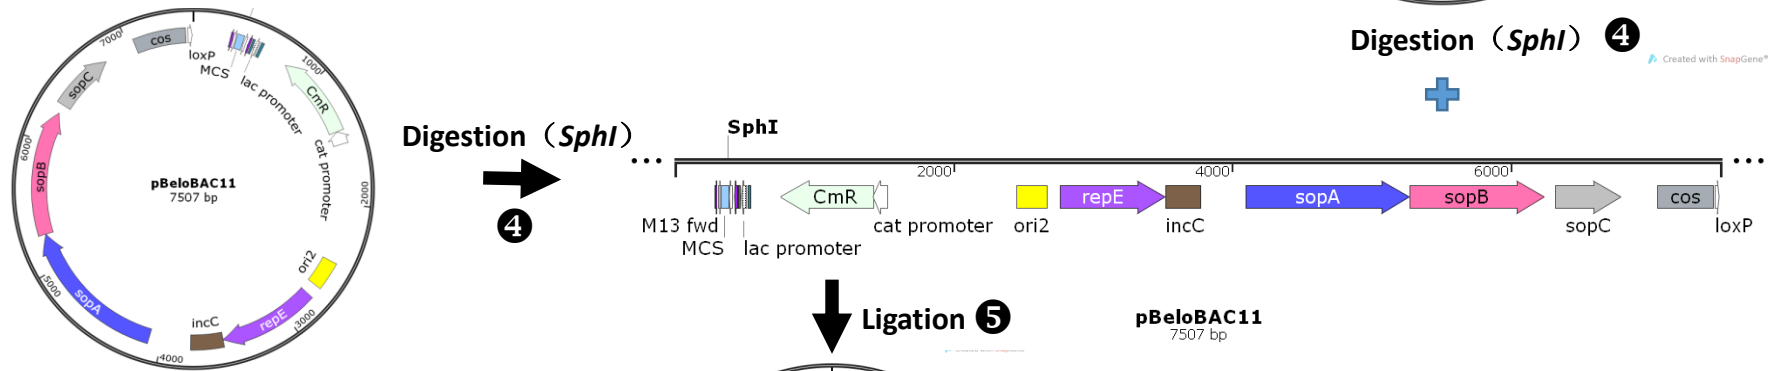 7000
cos
loxP
MCS
lac promoter
1000
CmR
cat promoter
2000
ori2
repE
3000
incC
4000
sopA
5000
sopB
6000
sopC
pBeloBAC11
7507 bp
Digestion（SphI）
❹
Digestion（SphI）❹
Created with SnapGene®
SphI
...
...
2000
4000
6000
CmR
repE
sopA
sopB
cos
M13 fwd
cat promoter
ori2
incC
sopC
loxP
MCS
lac promoter
Ligation ❺
pBeloBAC11
7507 bp